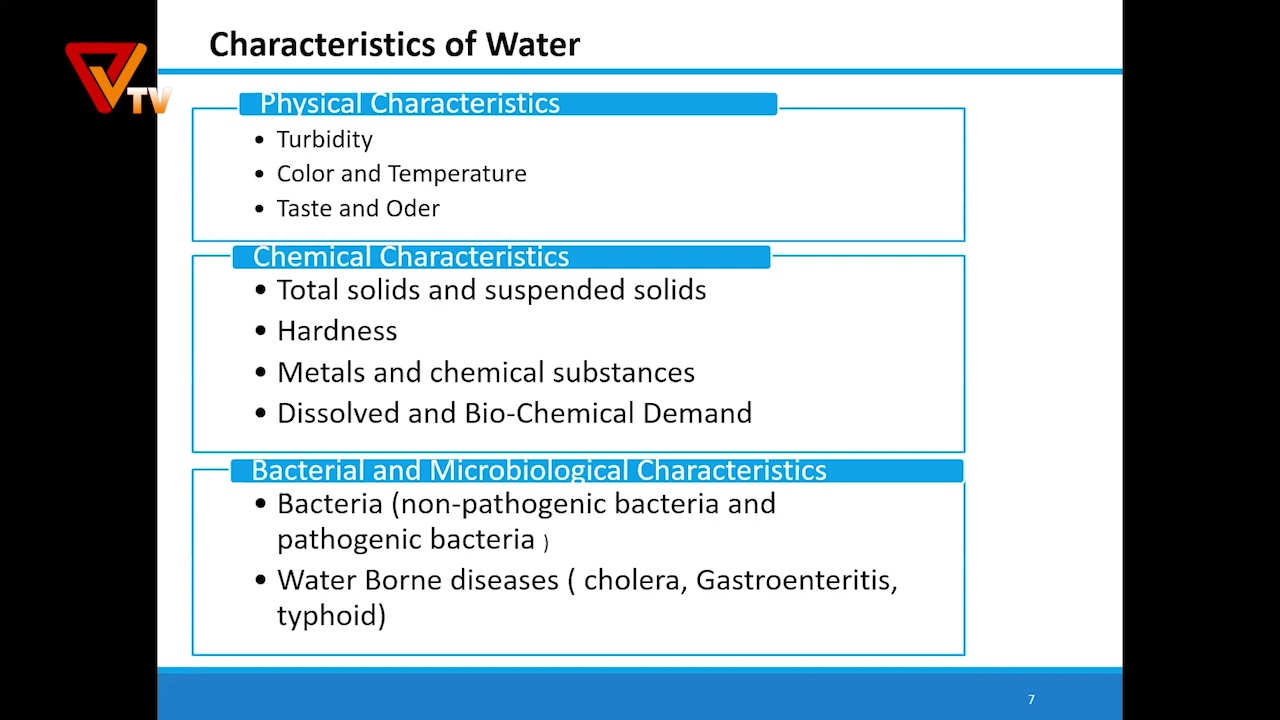 Characteristics of Water
TV
Physical Characteristics
• Turbidity
• Color and Temperature
• Taste and Oder
Chemical Characteristics
• Total solids and suspended solids
• Hardness
• Metals and chemical substances
• Dissolved and Bio-Chemical Demand
Bacterial and Microbiological Characteristics
• Bacteria (non-pathogenic bacteria and
pathogenic bacteria )
• Water Borne diseases ( cholera, Gastroenteritis,
typhoid)
7